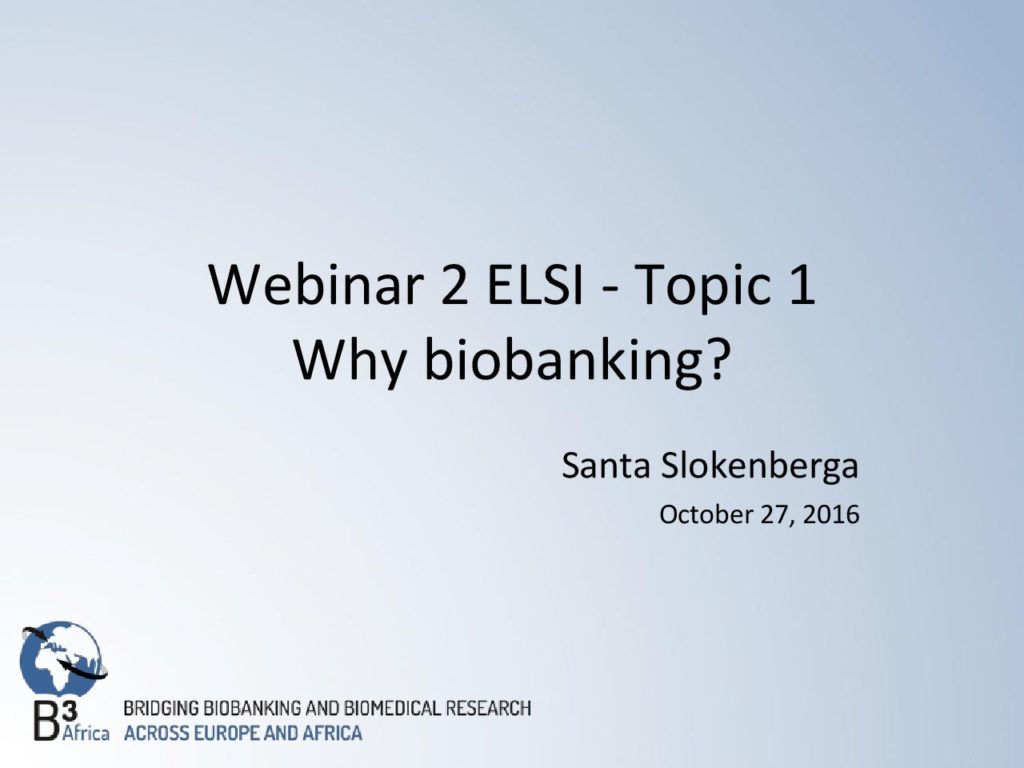 Webinar 2 ELSI - Topic 1
Why biobanking?
Santa Slokenberga
October 27, 2016
B³ Africa
BRIDGING BIOBANKING AND BIOMEDICAL RESEARCH
ACROSS EUROPE AND AFRICA